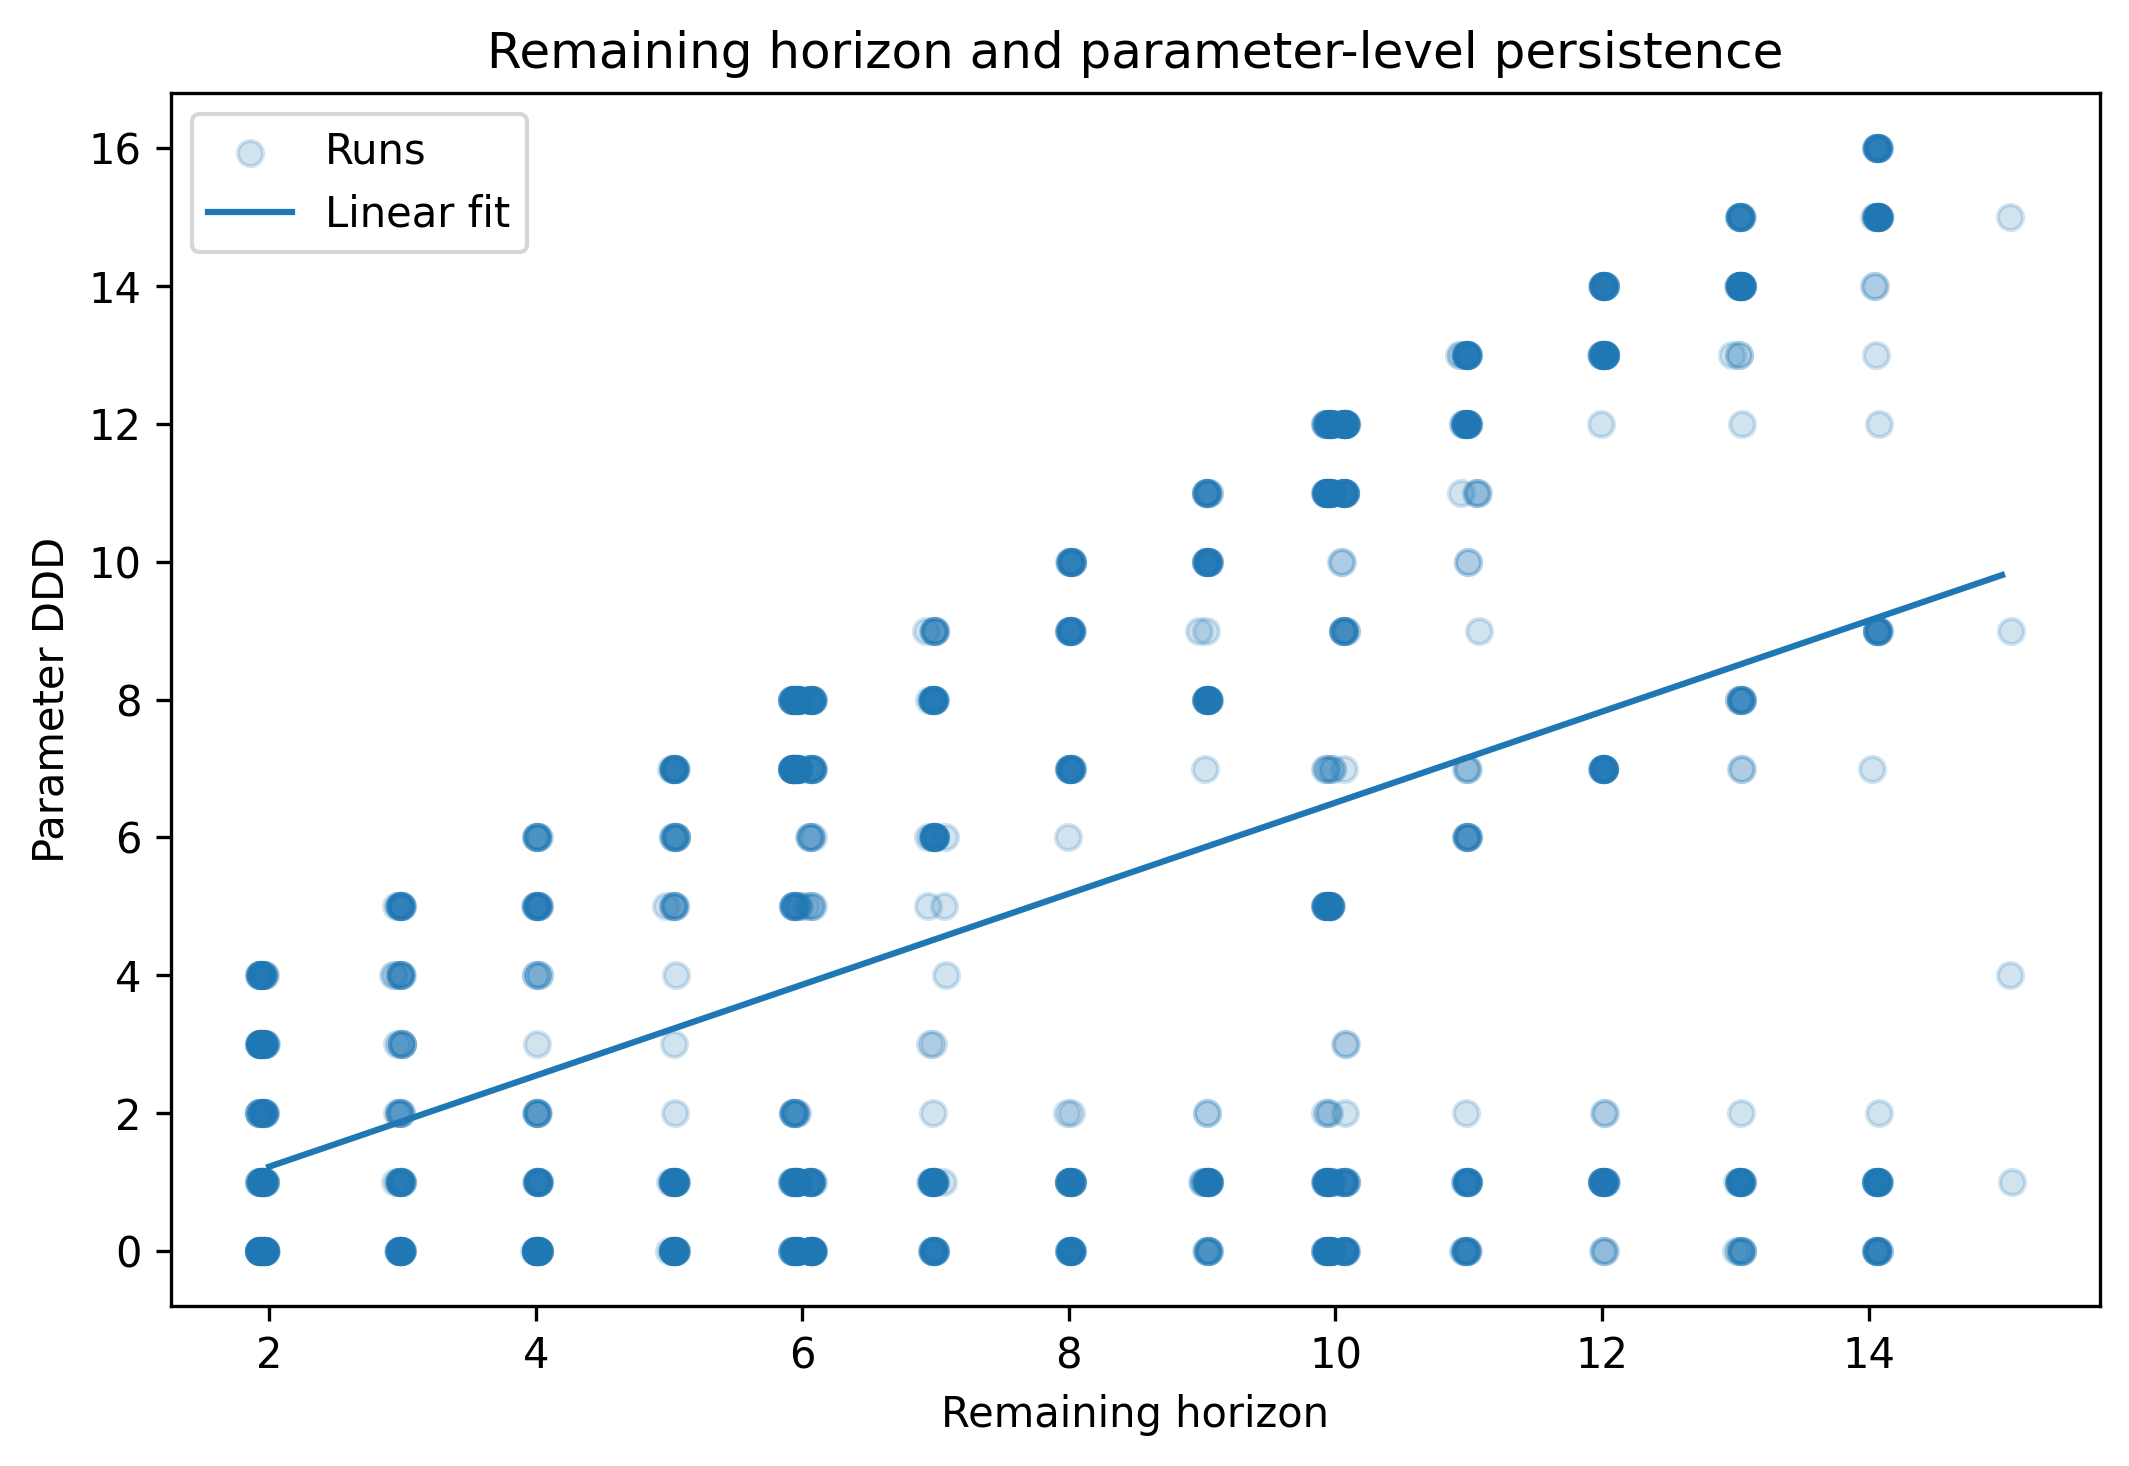 Remaining horizon and parameter-level persistence
Runs
Linear fit
16
14
12
10
8
6
4
2
0
Parameter DDD
2 4 6 8 10 12 14
Remaining horizon